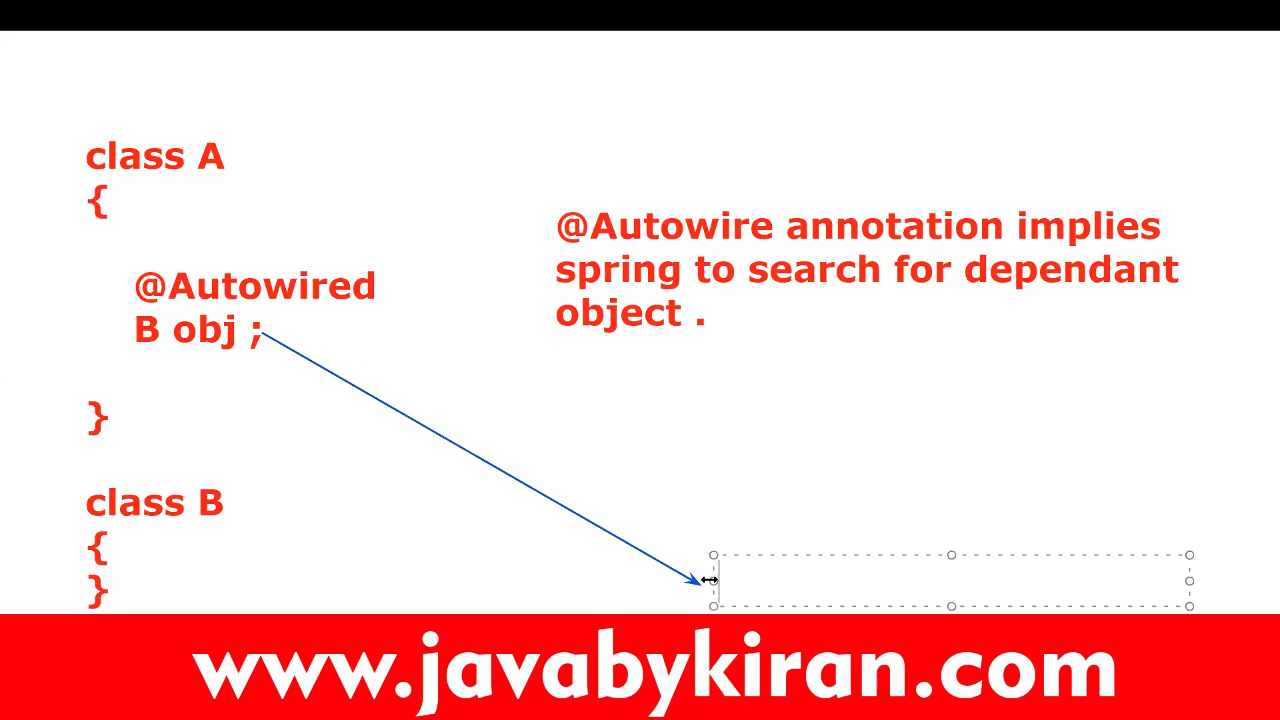 class A
{
@Autowired
B obj ;
}
class B
{
}
@Autowire annotation implies
spring to search for dependant
object .
www.javabykiran.com